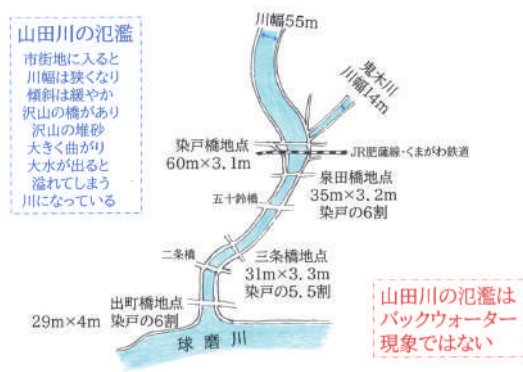 山田川の氾濫
市街地に入ると
川幅は狭くなり
傾斜は緩やか
沢山の橋があり
沢山の堆砂
大きく曲がり
大水が出ると
溢れてしまう
川になっている
川幅55m
鬼木川
川幅14m
染戸橋地点
60m×3.1m
JR肥薩線・くまがわ鉄道
泉田橋地点
35m×3.2m
染戸の6割
五十鈴橋
二条橋
三条橋地点
31m×3.3m
染戸の5.5割
出町橋地点
29m×4m 染戸の6割
球磨川
山田川の氾濫は
バックウォーター
現象ではない